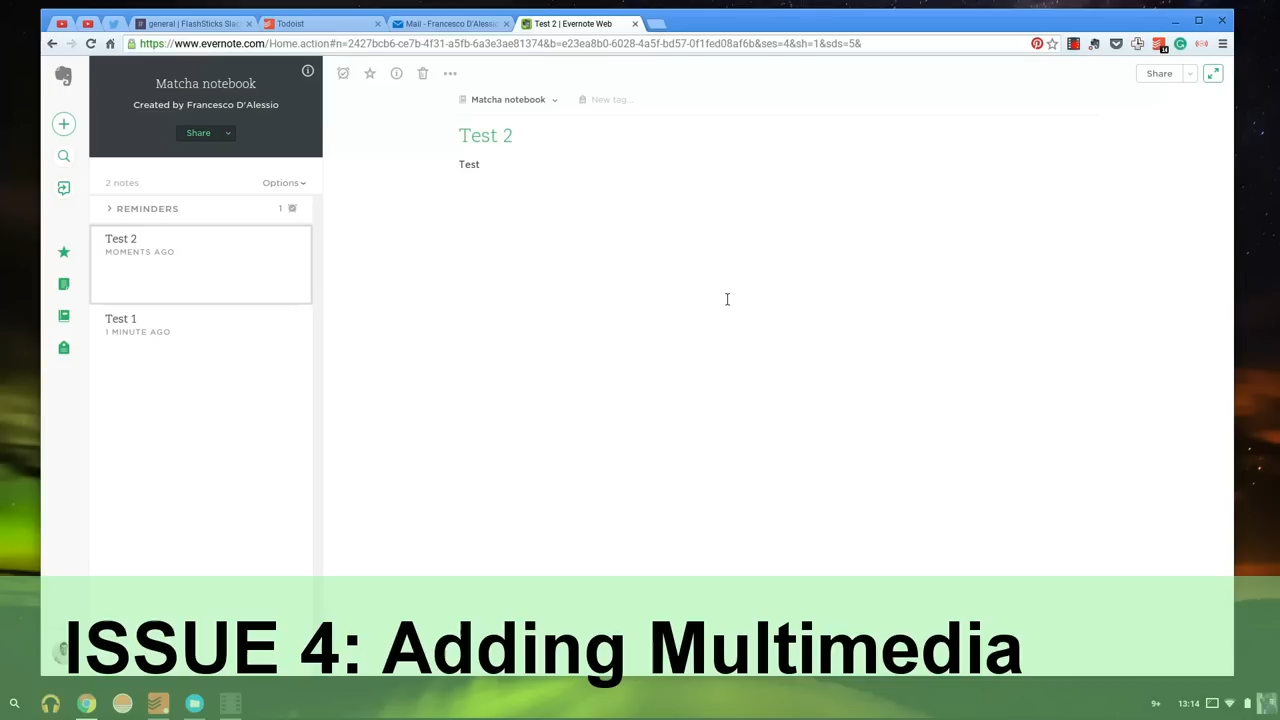 general | FlashSticks Slac
Todoist
Mail - Francesco D'Alessio
Test 2 | Evernote Web
https://www.evernote.com/Home.action#n=2427bcb6-ce7b-4f31-a5fb-6a3e3ae81374&b=e23ea8b0-6028-4a5f-bd57-0f1fed08af6b&ses=4&sh=1&sds=5&
14
Matcha notebook
Created by Francesco D'Alessio
Share
Share
Matcha notebook
New tag...
Test 2
Test
2 notes
Options
REMINDERS
1
Test 2
MOMENTS AGO
Test 1
1 MINUTE AGO
ISSUE 4: Adding Multimedia
9+
13:14